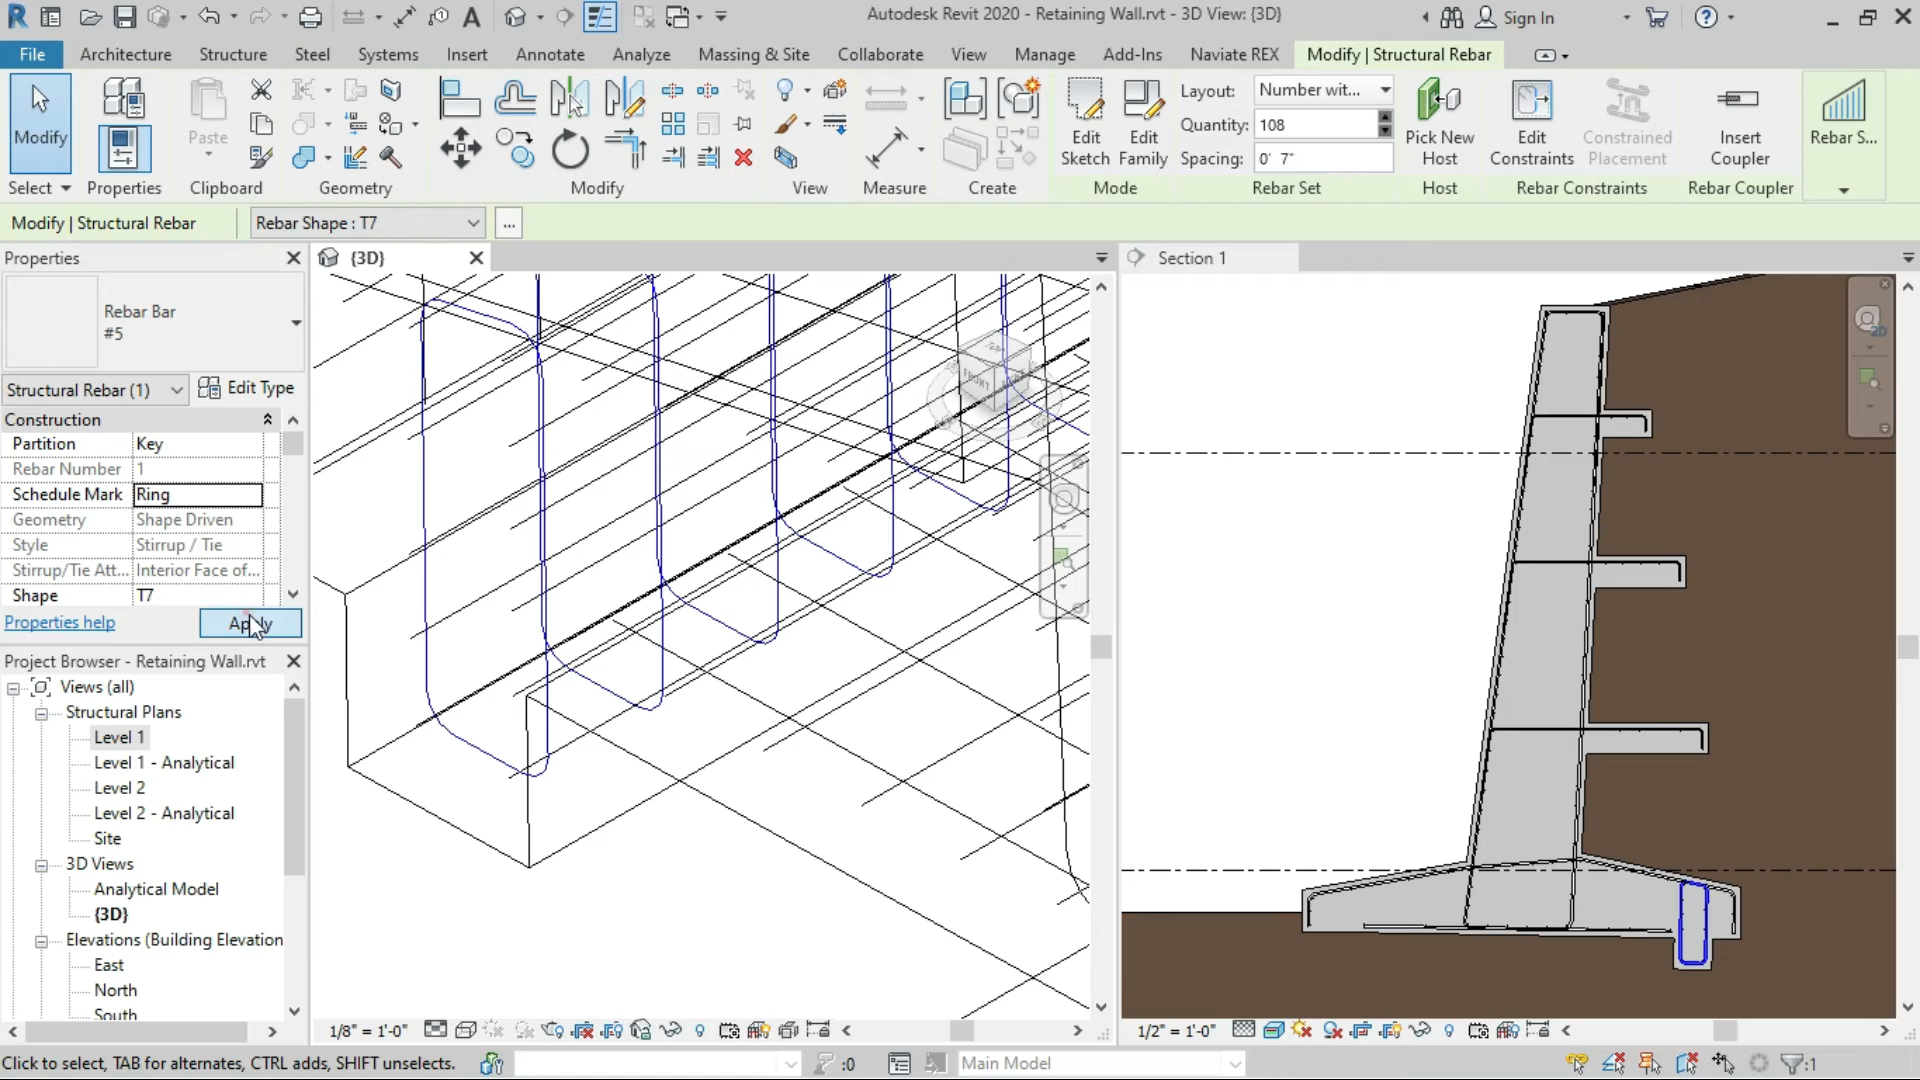 Autodesk Revit 2020 - Retaining Wall.rvt - 3D View: {3D}
Sign In
File Architecture Structure Steel Systems Insert Annotate Analyze Massing & Site Collaborate View Manage Add-Ins Naviate REX Modify | Structural Rebar
Modify
Paste
Edit Sketch
Edit Family
Layout: Number wit...
Quantity: 108
Spacing: 0' 7"
Pick New Host
Edit Constraints
Constrained Placement
Insert Coupler
Rebar S...
Select Properties Clipboard Geometry Modify View Measure Create Mode Rebar Set Host Rebar Constraints Rebar Coupler
Modify | Structural Rebar
Rebar Shape : T7
...
Properties
{3D}
Section 1
Rebar Bar
#5
Structural Rebar (1)
Edit Type
Construction
Partition Key
Rebar Number 1
Schedule Mark Ring
Geometry Shape Driven
Style Stirrup / Tie
Stirrup/Tie Att... Interior Face of...
Shape T7
Properties help
Apply
TOP
FRONT
2D
Project Browser - Retaining Wall.rvt
Views (all)
Structural Plans
Level 1
Level 1 - Analytical
Level 2
Level 2 - Analytical
Site
3D Views
Analytical Model
{3D}
Elevations (Building Elevation
East
North
South
1/8" = 1'-0"
1/2" = 1'-0"
Click to select, TAB for alternates, CTRL adds, SHIFT unselects.
:0
Main Model
:1